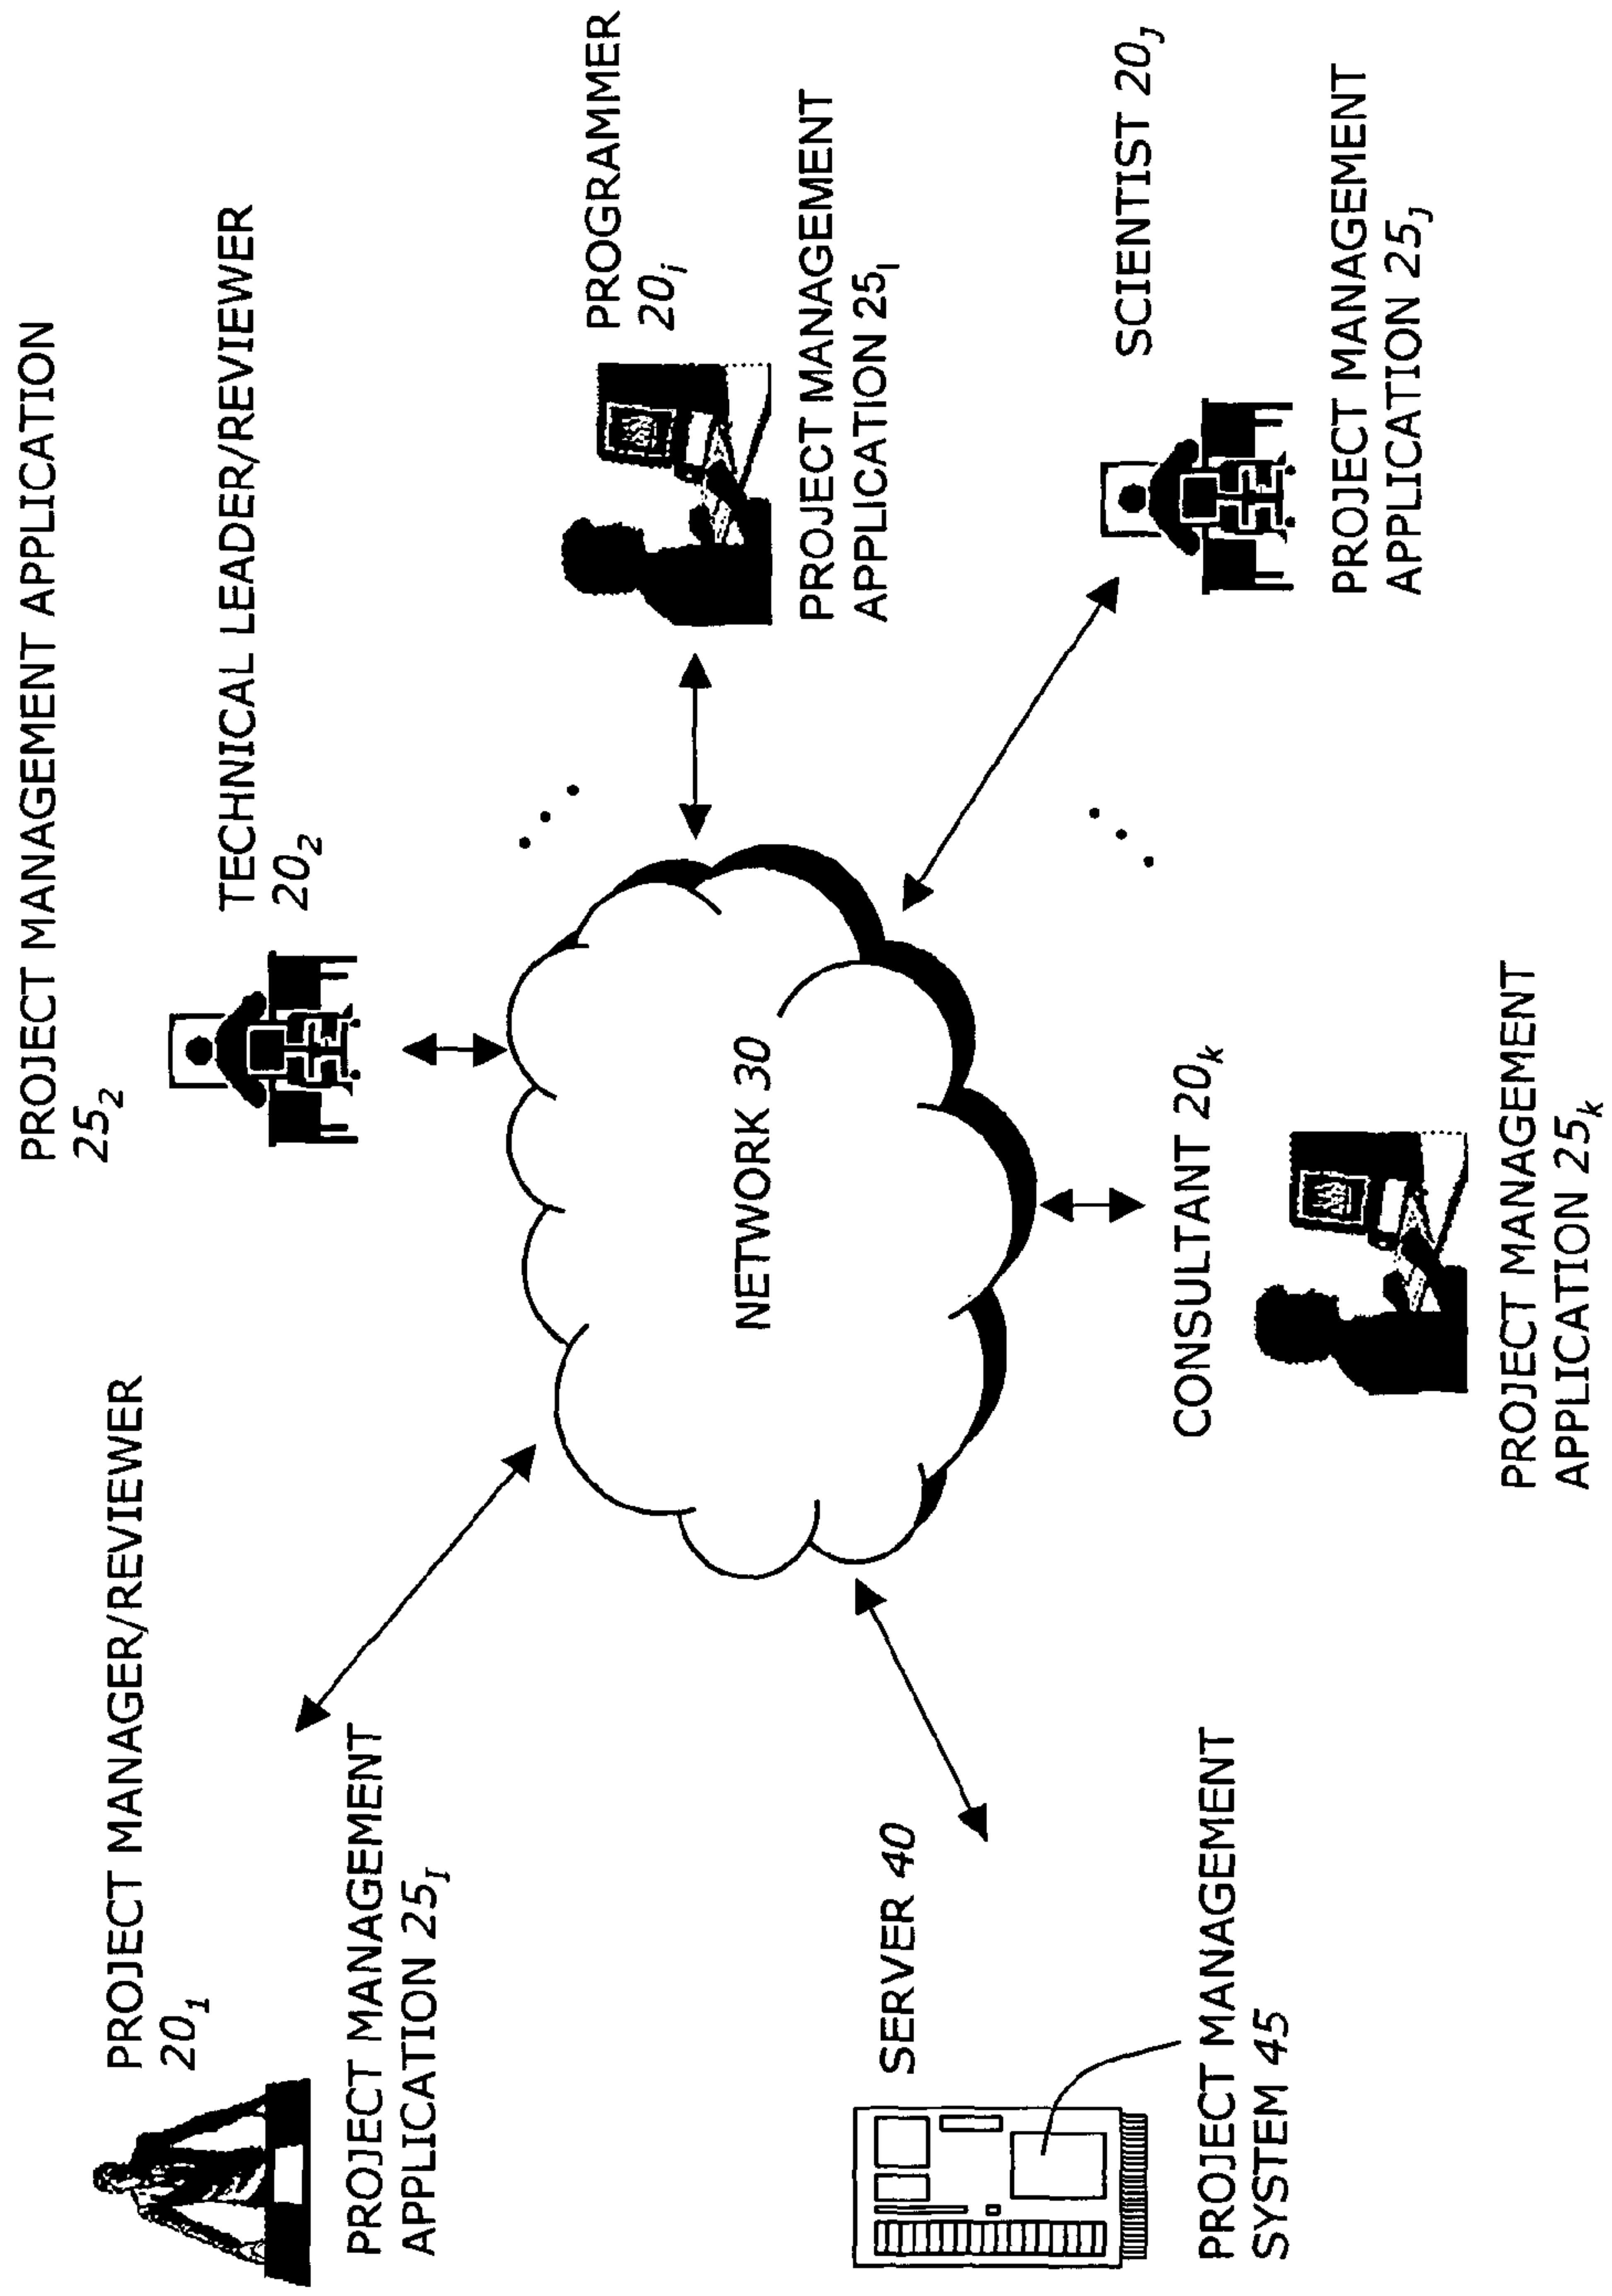 PROJECT MANAGEMENT APPLICATION
25₂
TECHNICAL LEADER/REVIEWER
20₂
PROJECT MANAGER/REVIEWER
20₁
PROJECT MANAGEMENT
APPLICATION 25₁
PROGRAMMER
20ᵢ
PROJECT MANAGEMENT
APPLICATION 25ₗ
NETWORK 30
SERVER 40
PROJECT MANAGEMENT
SYSTEM 45
CONSULTANT 20ₖ
PROJECT MANAGEMENT
APPLICATION 25ₖ
SCIENTIST 20ⱼ
PROJECT MANAGEMENT
APPLICATION 25ⱼ